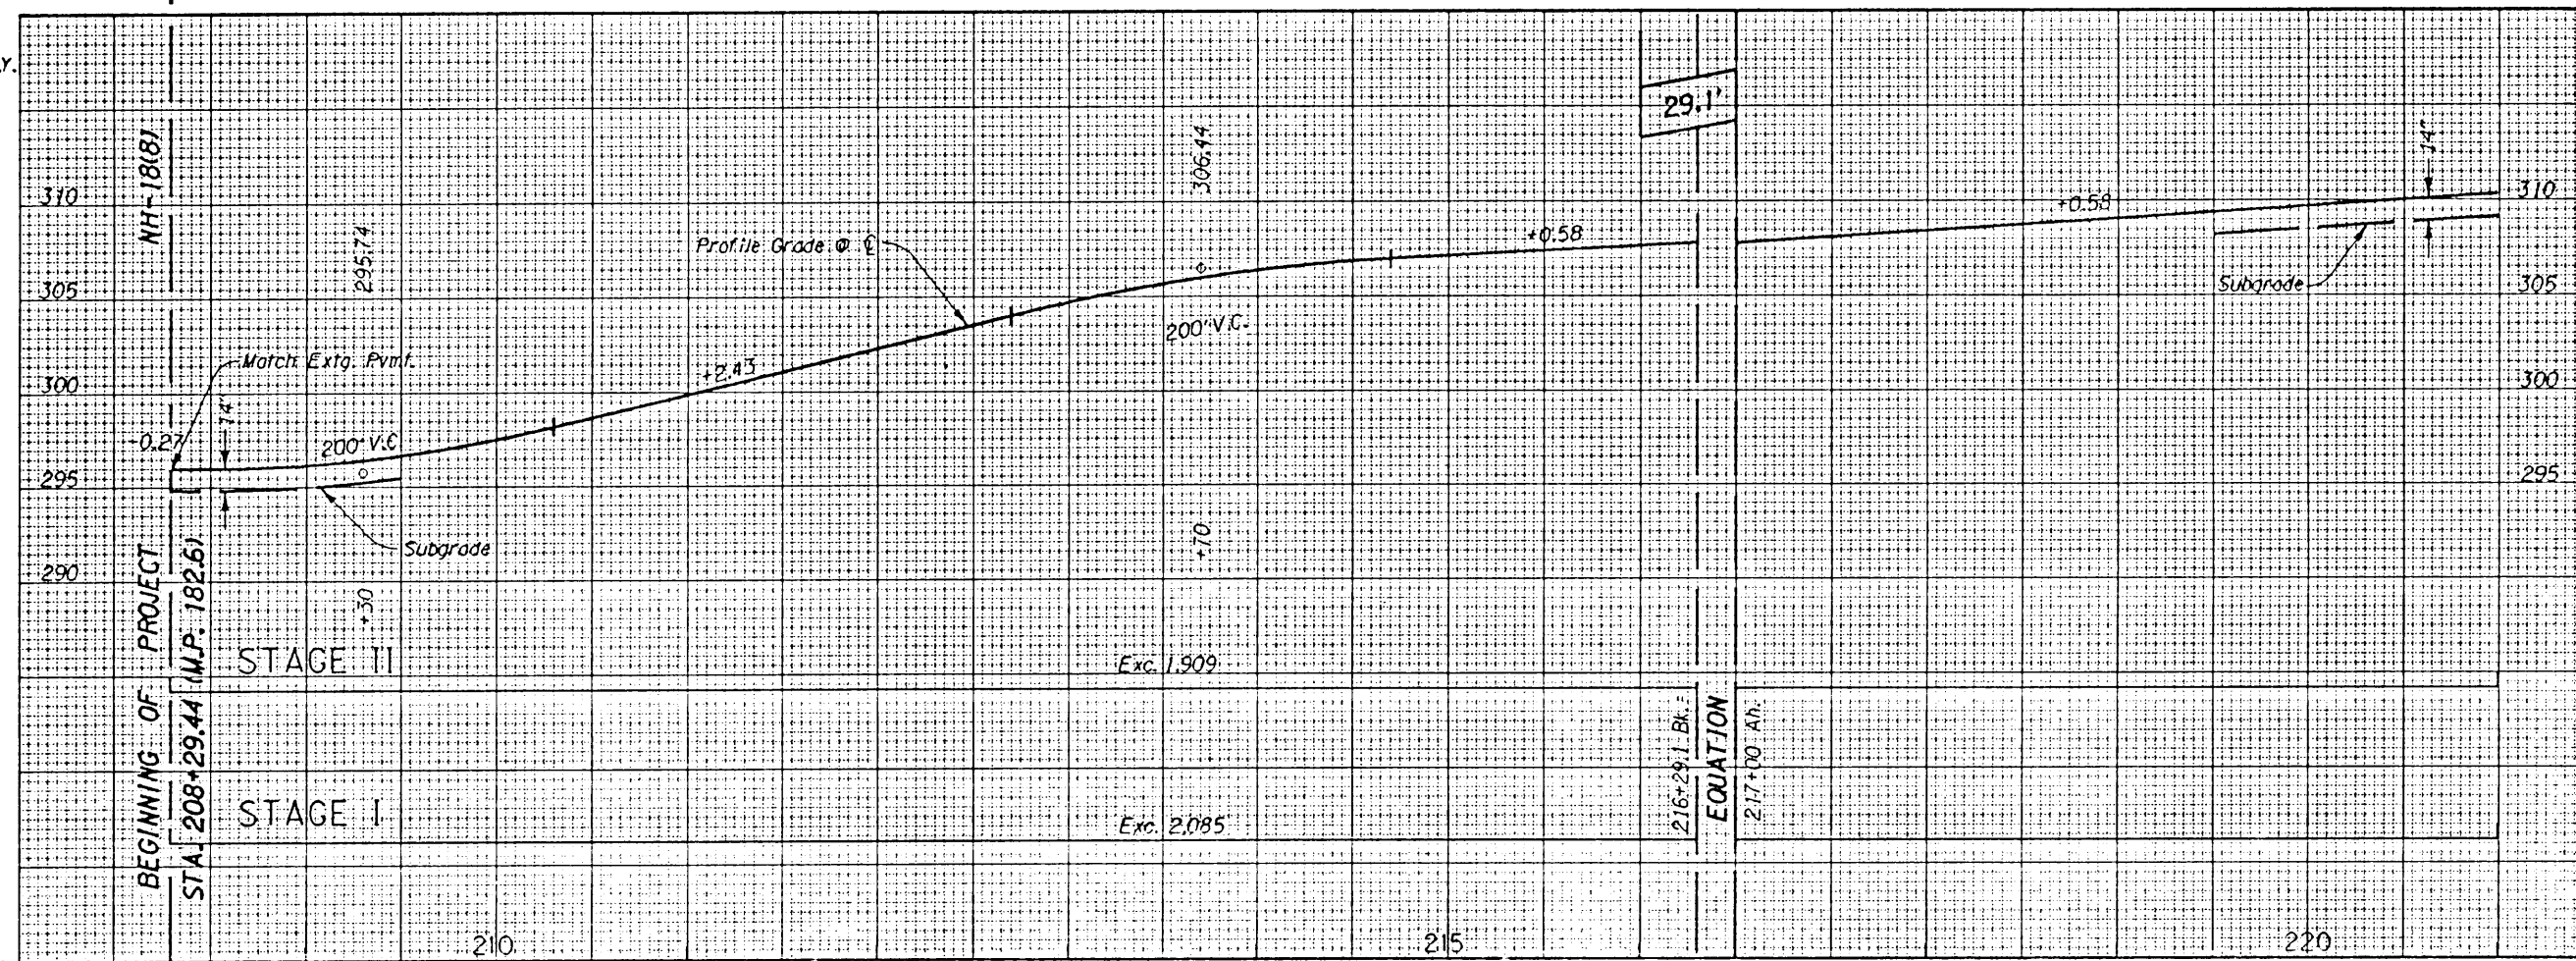 Y.
NH-18(8)
29.1'
306.44
14"
310
310
295.74
+0.58
+0.58
Profile Grade @ ℄
305
Subgrade
305
200' V.C.
Match Extg. Pvmt.
+2.43
300
300
14"
-0.27
200' V.C.
295
295
+70
Subgrade
290
+30
BEGINNING OF PROJECT
STA. 208+29.44 (M.P. 182.6)
STAGE II
Exc. 1,909
216+29.1 Bk. =
EQUATION
217+00 Ah.
STAGE I
Exc. 2,085
210
215
220